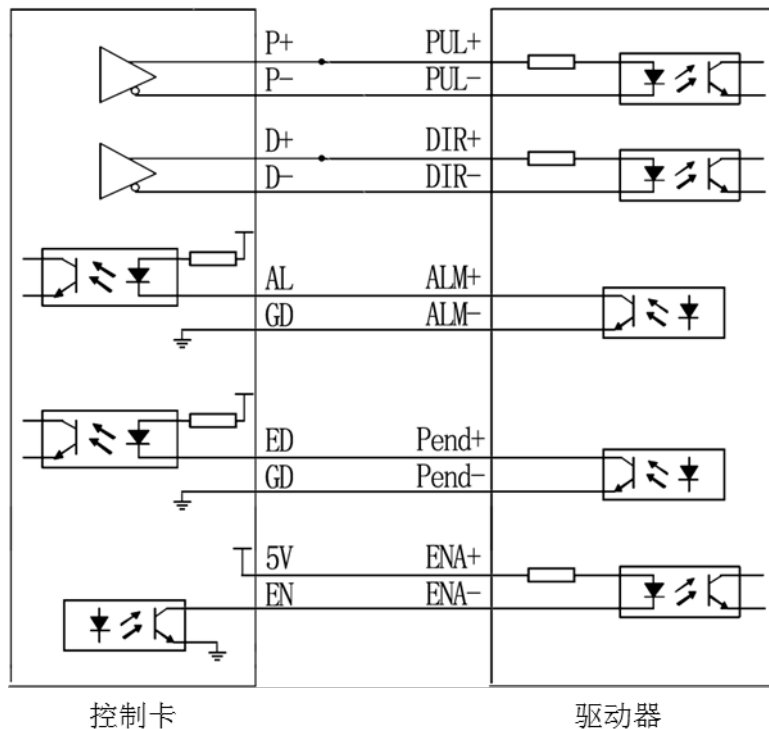 P+ PUL+
P- PUL-
D+ DIR+
D- DIR-
AL ALM+
GD ALM-
ED Pend+
GD Pend-
5V ENA+
EN ENA-
控制卡 驱动器